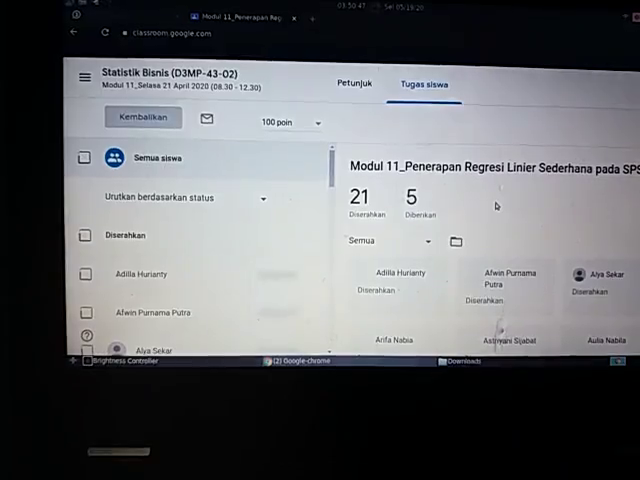 03:50:47 Sel 05/19/20
Modul 11_Penerapan Reg
classroom.google.com
Statistik Bisnis (D3MP-43-02)
Modul 11_Selasa 21 April 2020 (08.30 - 12.30)
Petunjuk
Tugas siswa
Kembalikan
100 poin
Semua siswa
Urutkan berdasarkan status
Diserahkan
Adilla Hurianty
Afwin Purnama Putra
Alya Sekar
Modul 11_Penerapan Regresi Linier Sederhana pada SPS
21 5
Diserahkan Diberikan
Semua
Adilla Hurianty
Diserahkan
Afwin Purnama
Putra
Diserahkan
Alya Sekar
Diserahkan
Arifa Nabia
Astriyani Sijabat
Aulia Nabila
Brightness Controller
(2) Google-chrome
Downloads